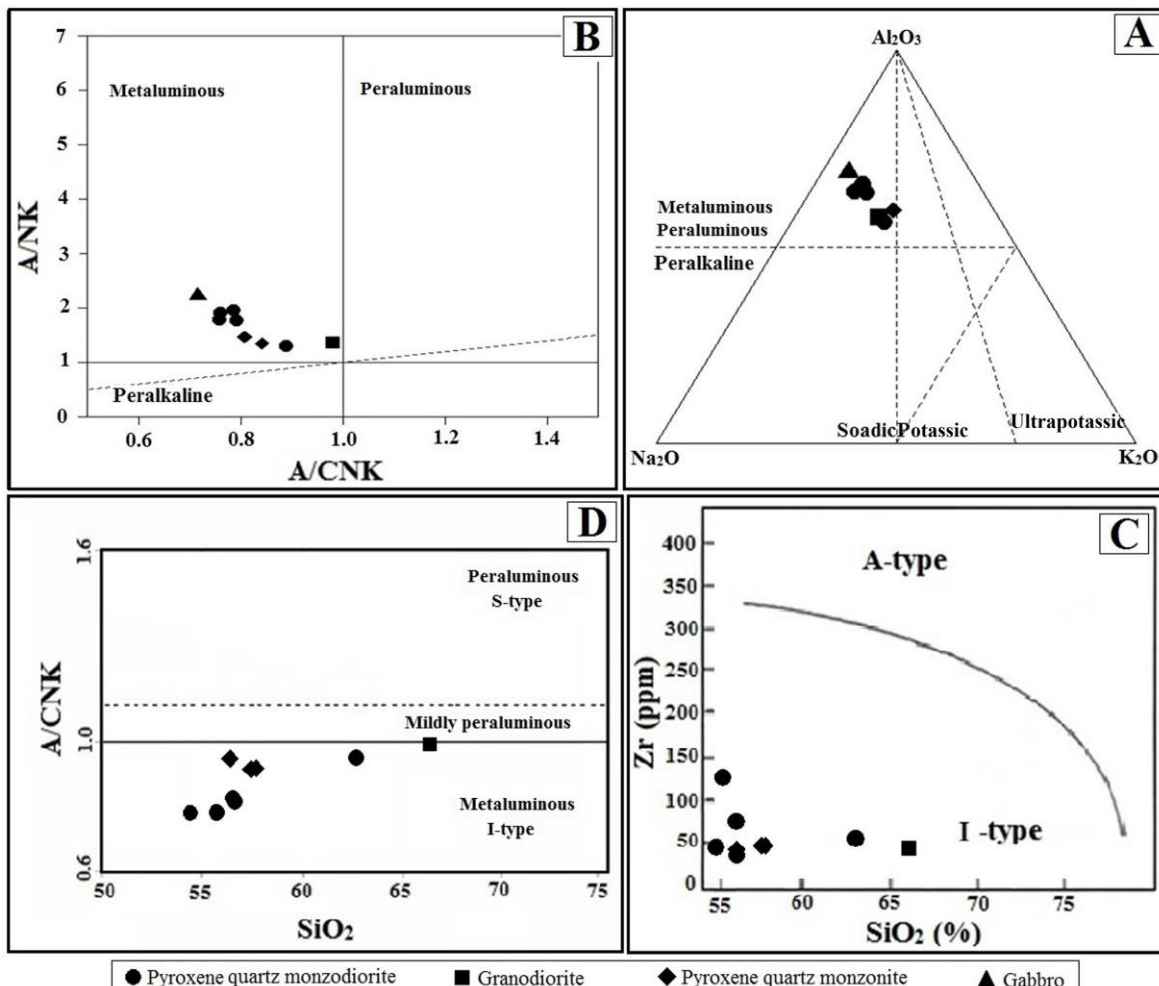 B
7
6
5
4
3
2
1
0
A/NK
Metaluminous
Peraluminous
Peralkaline
0.6
0.8
1.0
1.2
1.4
A/CNK
A
Al₂O₃
Metaluminous
Peraluminous
Peralkaline
Soadic
Potassic
Ultrapotassic
Na₂O
K₂O
D
1.6
1.0
0.6
A/CNK
Peraluminous
S-type
Mildly peraluminous
Metaluminous
I-type
50
55
60
65
70
75
SiO₂
C
400
350
300
250
200
150
100
50
0
Zr (ppm)
A-type
I -type
55
60
65
70
75
SiO₂ (%)
Pyroxene quartz monzodiorite
Granodiorite
Pyroxene quartz monzonite
Gabbro